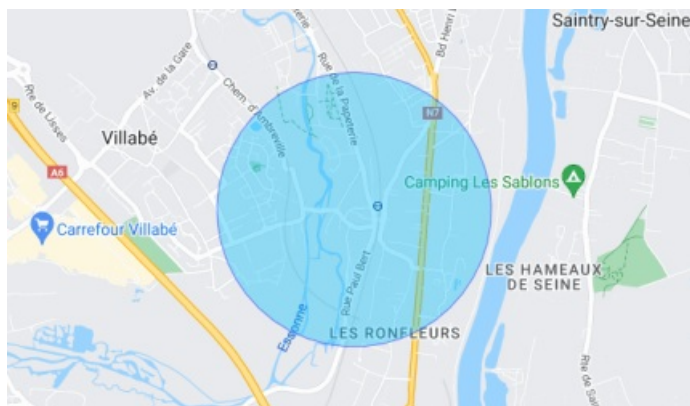 Saintry-sur-Seine
Bd Henri
Rue de la Papeterie
Av. de la Gare
Chem. d'Ambreville
Rte de Lisses
9
N7
Villabé
A6
Camping Les Sablons
Carrefour Villabé
LES HAMEAUX
DE SEINE
Rue Paul Bert
Essonne
LES RONFLEURS